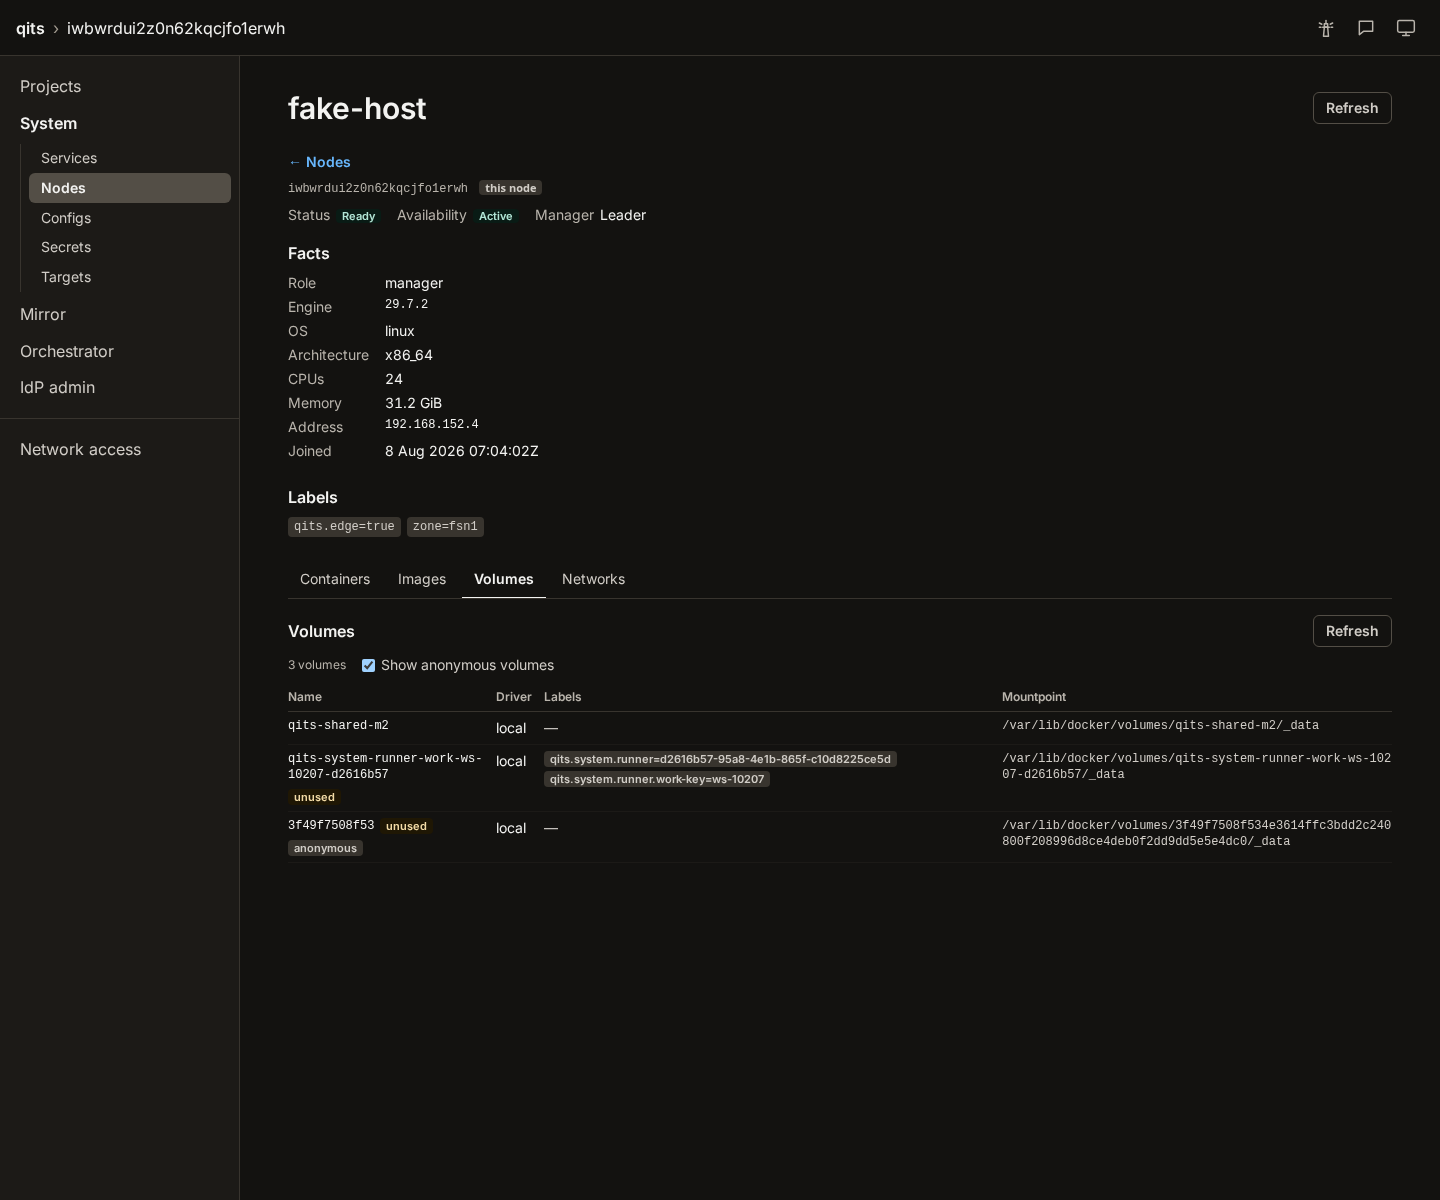 qits › iwbwrdui2z0n62kqcjfo1erwh
Projects
System
Services
Nodes
Configs
Secrets
Targets
Mirror
Orchestrator
IdP admin
Network access
fake-host
Refresh
← Nodes
iwbwrdui2z0n62kqcjfo1erwh this node
Status Ready Availability Active Manager Leader
Facts
Role manager
Engine 29.7.2
OS linux
Architecture x86_64
CPUs 24
Memory 31.2 GiB
Address 192.168.152.4
Joined 8 Aug 2026 07:04:02Z
Labels
qits.edge=true zone=fsn1
Containers Images Volumes Networks
Volumes
Refresh
3 volumes Show anonymous volumes
Name Driver Labels Mountpoint
qits-shared-m2 local — /var/lib/docker/volumes/qits-shared-m2/_data
qits-system-runner-work-ws- local qits.system.runner=d2616b57-95a8-4e1b-865f-c10d8225ce5d /var/lib/docker/volumes/qits-system-runner-work-ws-102
10207-d2616b57 qits.system.runner.work-key=ws-10207 07-d2616b57/_data
unused
3f49f7508f53 unused local — /var/lib/docker/volumes/3f49f7508f534e3614ffc3bdd2c240
anonymous 800f208996d8ce4deb0f2dd9dd5e5e4dc0/_data